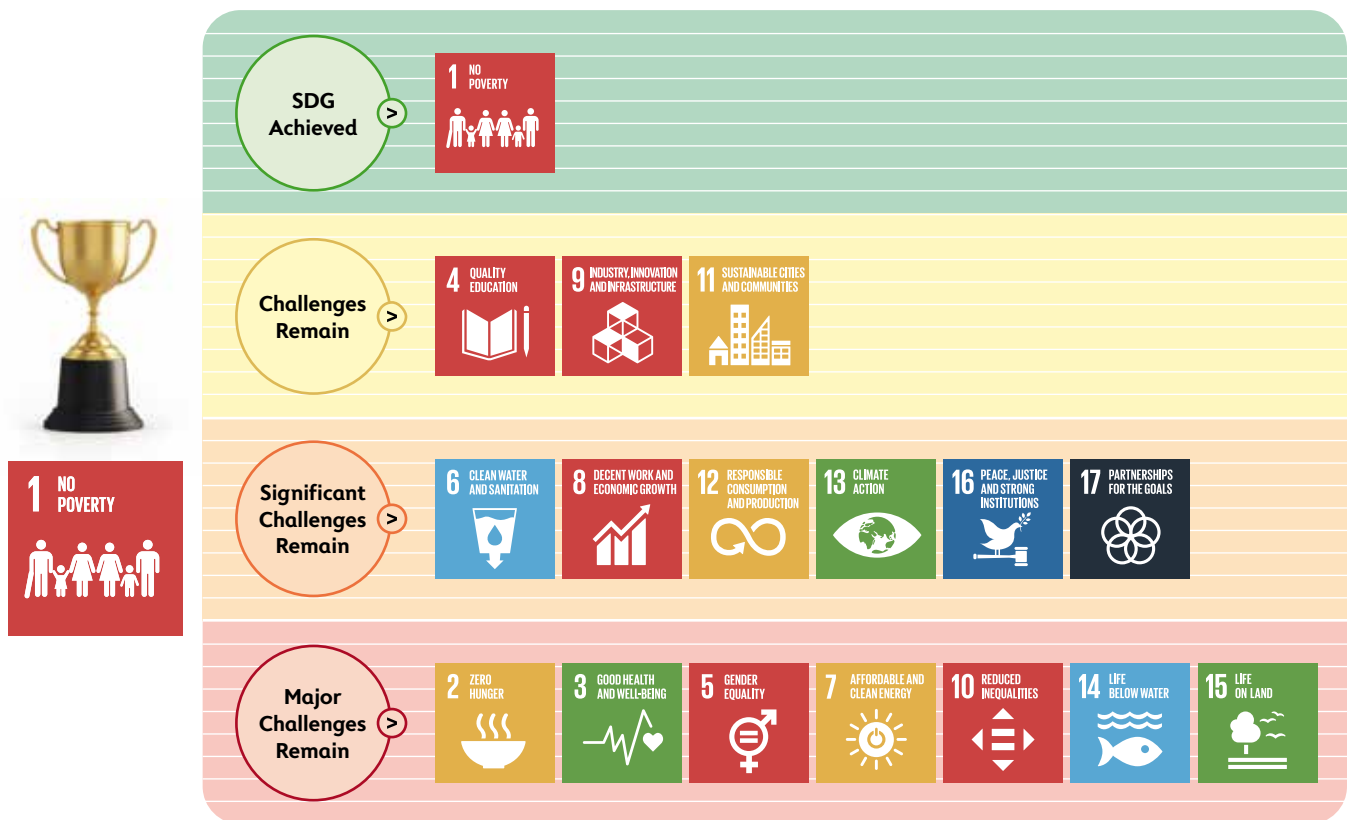 SDG
Achieved
>
1 NO
POVERTY
Challenges
Remain
>
4 QUALITY
EDUCATION
9 INDUSTRY, INNOVATION
AND INFRASTRUCTURE
11 SUSTAINABLE CITIES
AND COMMUNITIES
1 NO
POVERTY
Significant
Challenges
Remain
>
6 CLEAN WATER
AND SANITATION
8 DECENT WORK AND
ECONOMIC GROWTH
12 RESPONSIBLE
CONSUMPTION
AND PRODUCTION
13 CLIMATE
ACTION
16 PEACE, JUSTICE
AND STRONG
INSTITUTIONS
17 PARTNERSHIPS
FOR THE GOALS
Major
Challenges
Remain
>
2 ZERO
HUNGER
3 GOOD HEALTH
AND WELL-BEING
5 GENDER
EQUALITY
7 AFFORDABLE AND
CLEAN ENERGY
10 REDUCED
INEQUALITIES
14 LIFE
BELOW WATER
15 LIFE
ON LAND